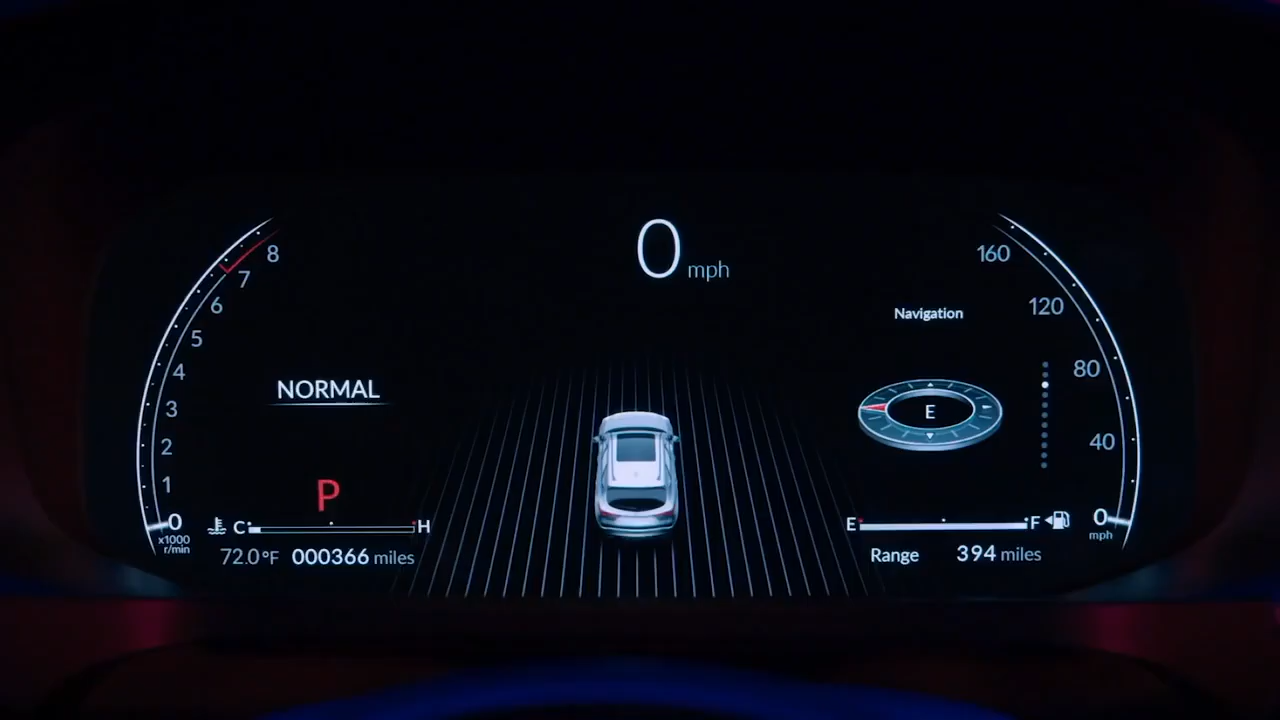 0 mph
8
7
6
5
4
3
2
1
0
x1000
r/min
NORMAL
P
C H
72.0°F 000366 miles
Navigation
E
160
120
80
40
0
mph
E F
Range 394 miles